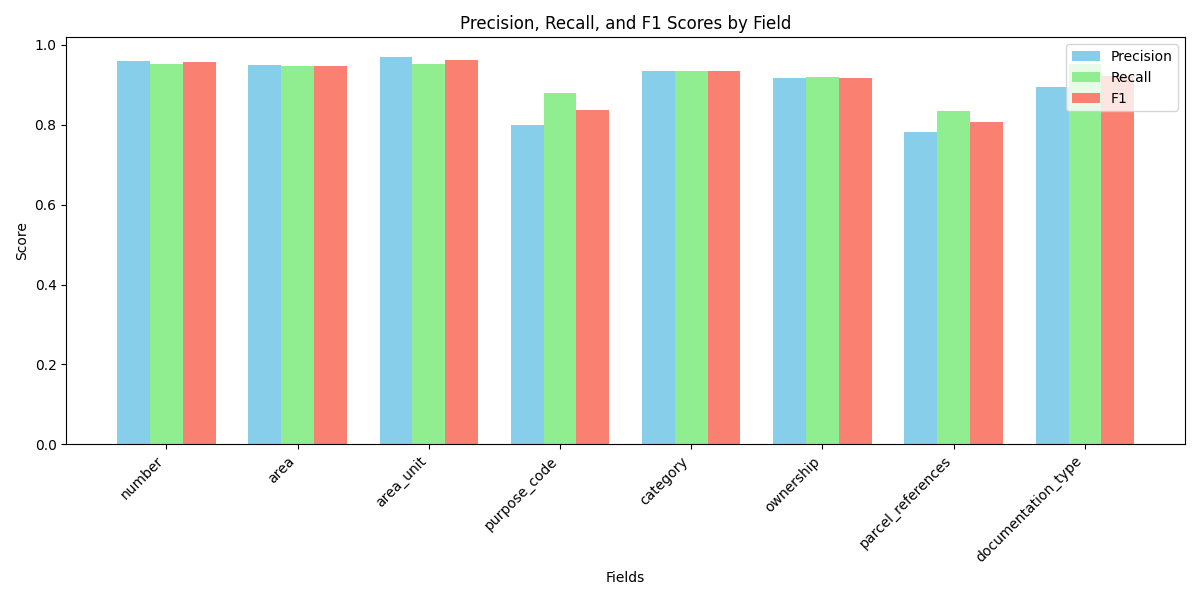 Precision, Recall, and F1 Scores by Field
Precision
Recall
F1
Score
1.0
0.8
0.6
0.4
0.2
0.0
number
area
area_unit
purpose_code
category
ownership
parcel_references
documentation_type
Fields